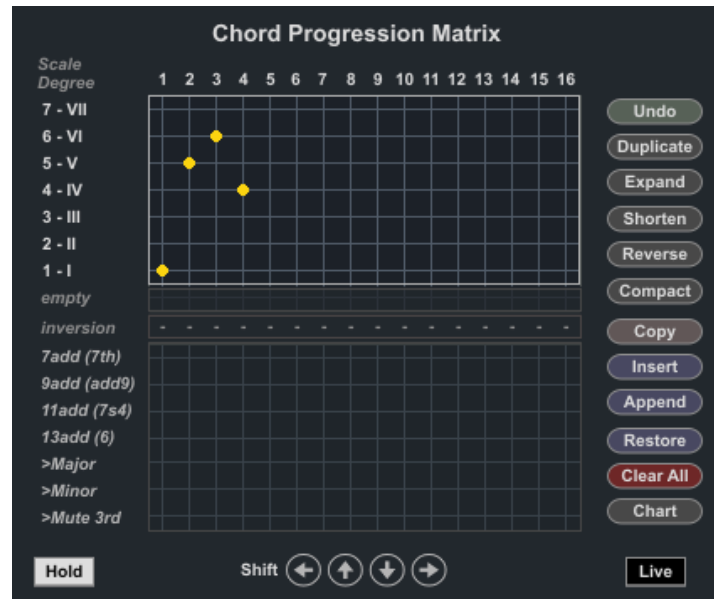 Chord Progression Matrix
Scale
Degree
1 2 3 4 5 6 7 8 9 10 11 12 13 14 15 16
7 - VII
6 - VI
5 - V
4 - IV
3 - III
2 - II
1 - I
empty
inversion - - - - - - - - - - - - - - - -
7add (7th)
9add (add9)
11add (7s4)
13add (6)
>Major
>Minor
>Mute 3rd
Undo
Duplicate
Expand
Shorten
Reverse
Compact
Copy
Insert
Append
Restore
Clear All
Chart
Hold
Shift
Live